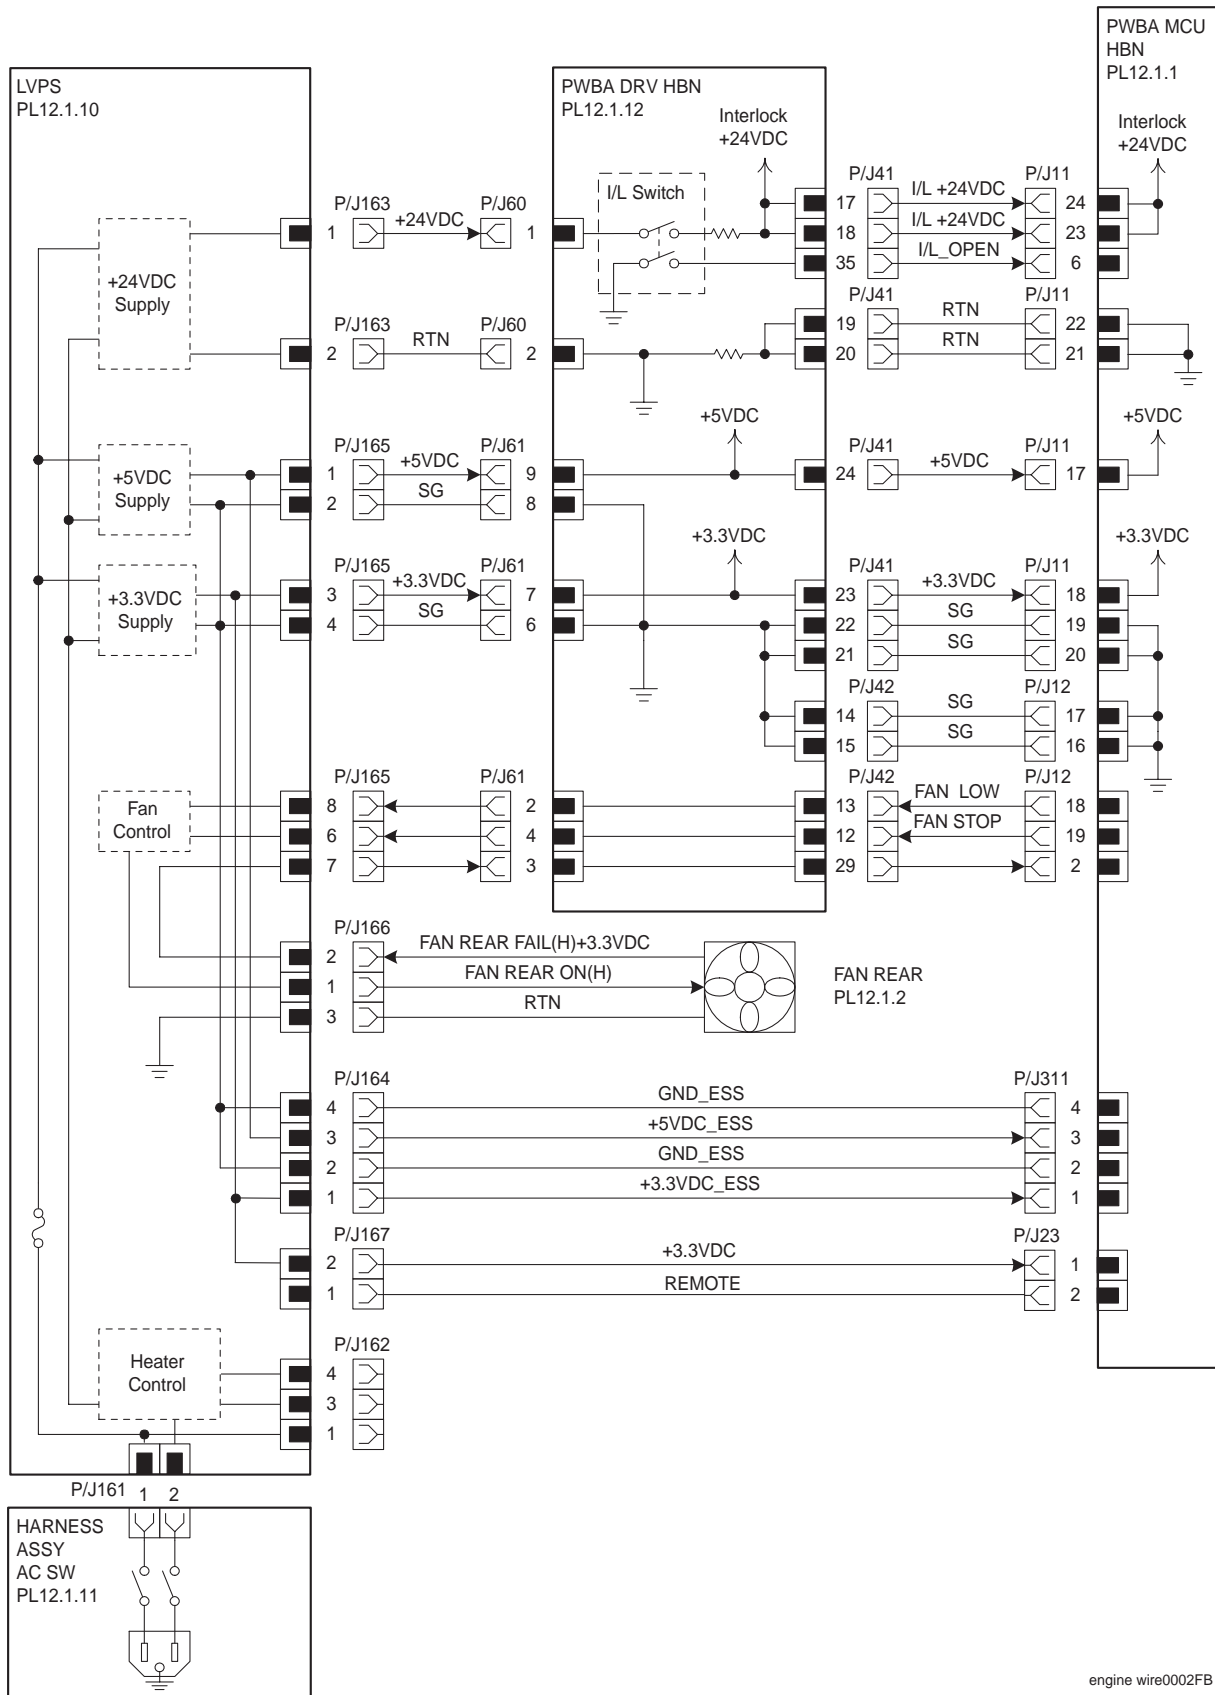 PWBA MCU
HBN
PL12.1.1
LVPS
PL12.1.10
PWBA DRV HBN
PL12.1.12
Interlock
+24VDC
Interlock
+24VDC
I/L Switch
P/J163
+24VDC
P/J60
1
1
P/J41
I/L +24VDC
P/J11
17
24
I/L +24VDC
18
23
I/L_OPEN
35
6
+24VDC
Supply
P/J163
RTN
P/J60
2
2
P/J41
RTN
P/J11
19
22
RTN
20
21
+5VDC
+5VDC
+5VDC
Supply
P/J165
+5VDC
P/J61
1
9
SG
2
8
P/J41
+5VDC
P/J11
24
17
+3.3VDC
+3.3VDC
+3.3VDC
Supply
P/J165
+3.3VDC
P/J61
3
7
SG
4
6
P/J41
+3.3VDC
P/J11
23
18
SG
22
19
SG
21
20
P/J42
SG
P/J12
14
17
SG
15
16
Fan
Control
P/J165
P/J61
8
2
6
4
7
3
P/J42
FAN LOW
P/J12
13
18
FAN STOP
12
19
29
2
P/J166
FAN REAR FAIL(H)+3.3VDC
2
FAN REAR ON(H)
1
RTN
3
FAN REAR
PL12.1.2
P/J164
GND_ESS
P/J311
4
4
+5VDC_ESS
3
3
GND_ESS
2
2
+3.3VDC_ESS
1
1
P/J167
+3.3VDC
P/J23
2
1
REMOTE
1
2
Heater
Control
P/J162
4
3
1
P/J161
1
2
HARNESS
ASSY
AC SW
PL12.1.11
engine wire0002FB